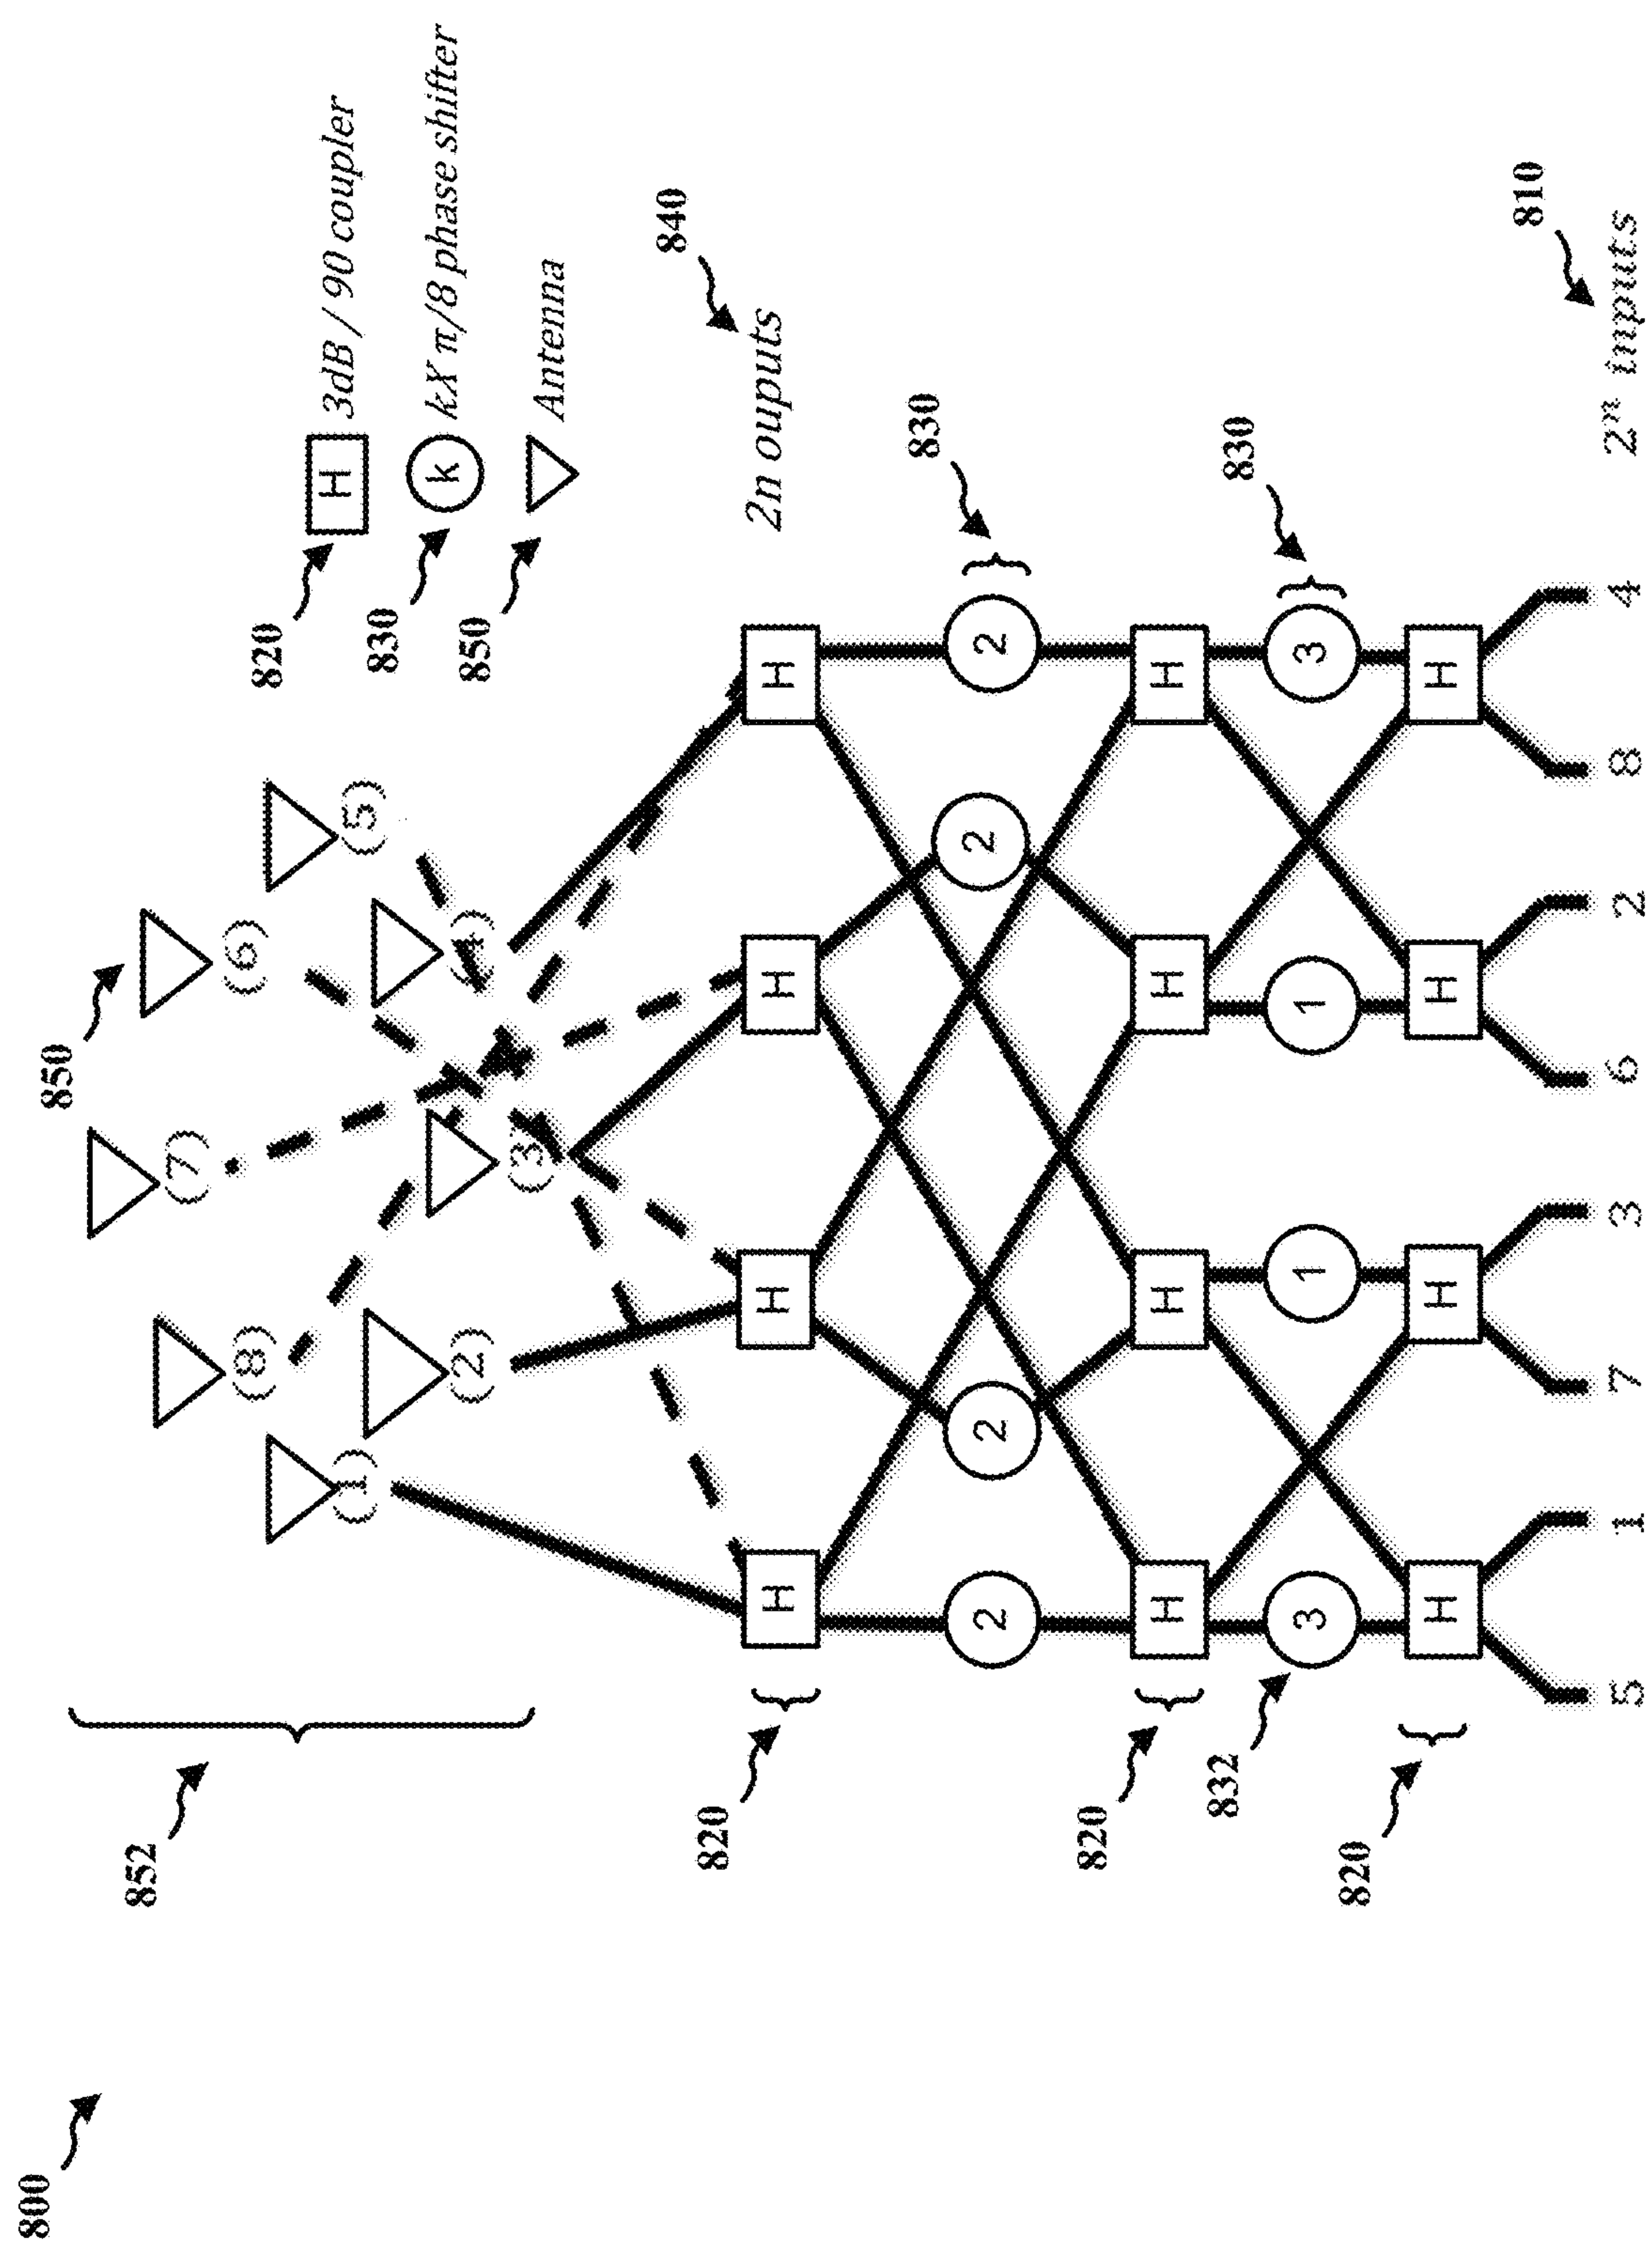 800
850
852
(7)
(8) (6)
820 H 3dB / 90 coupler
(1) (5)
830 k kX π/8 phase shifter
(2) (4)
850 Antenna
(3)
840
820
2n ouputs
H H H H
830
2 2 2 2
820
H H H H
832
830
3 1 1 3
820
H H H H
810
5 1 7 3 6 2 8 4
2ⁿ inputs